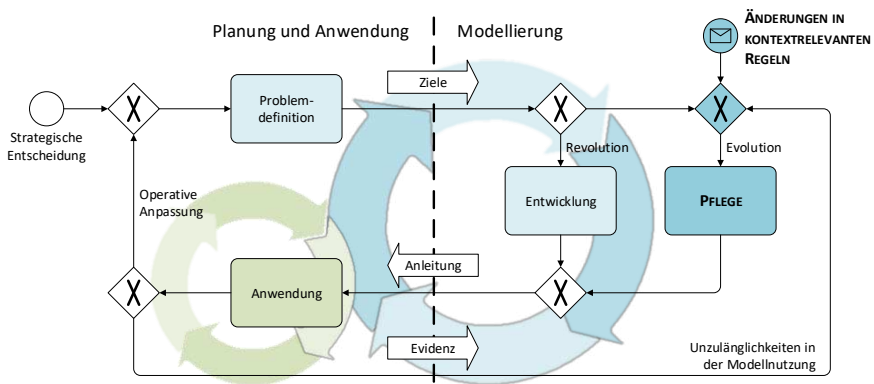 Planung und Anwendung
Modellierung
ÄNDERUNGEN IN
KONTEXTRELEVANTEN
REGELN
Ziele
Problem-
definition
Strategische
Entscheidung
Revolution
Evolution
Operative
Anpassung
Entwicklung
PFLEGE
Anleitung
Anwendung
Evidenz
Unzulänglichkeiten in
der Modellnutzung